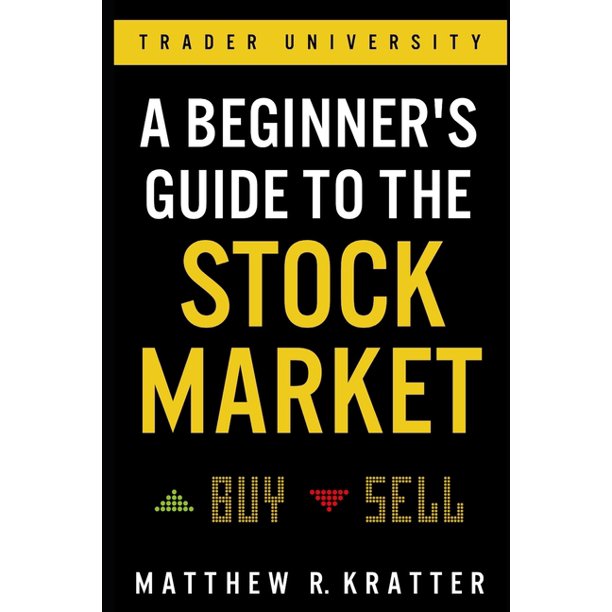 TRADER UNIVERSITY
A BEGINNER'S
GUIDE TO THE
STOCK
MARKET
BUY SELL
MATTHEW R. KRATTER